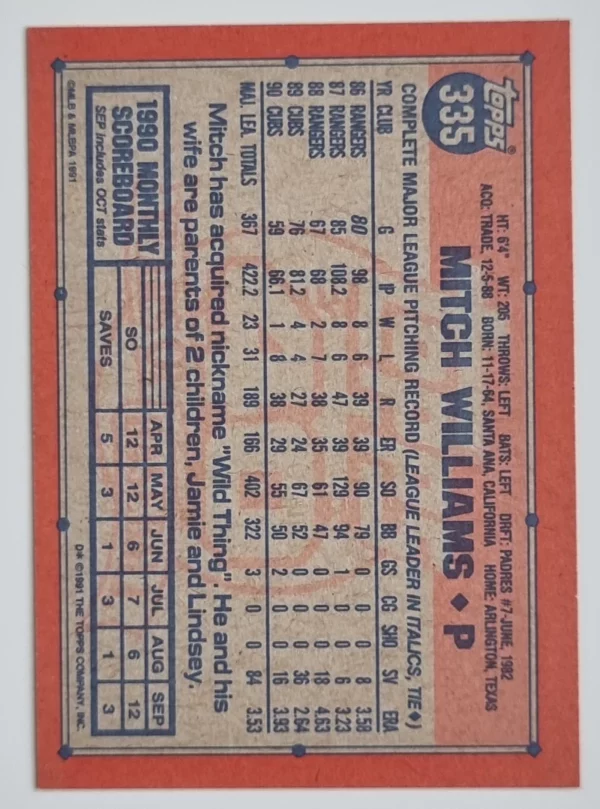 topps®
335
HT: 6'4" WT: 205 THROWS: LEFT BATS: LEFT DRFT: PADRES #7-JUNE, 1982
ACQ: TRADE, 12-5-88 BORN: 11-17-64, SANTA ANA, CALIFORNIA HOME: ARLINGTON, TEXAS
MITCH WILLIAMS ♦ P
COMPLETE MAJOR LEAGUE PITCHING RECORD (LEAGUE LEADER IN ITALICS, TIE♦)
YR CLUB G IP W L R ER SO BB GS CG SHO SV ERA
86 RANGERS 80 98 8 6 39 39 90 79 0 0 0 8 3.58
87 RANGERS 85 108.2 8 6 47 39 129 94 1 0 0 6 3.23
88 RANGERS 67 68 2 7 38 35 61 47 0 0 0 18 4.63
89 CUBS 76 81.2 4 4 27 24 67 52 0 0 0 36 2.64
90 CUBS 59 66.1 1 8 38 29 55 50 2 0 0 16 3.93
MAJ. LEA. TOTALS 367 422.2 23 31 189 166 402 322 3 0 0 84 3.53
Mitch has acquired nickname "Wild Thing". He and his
wife are parents of 2 children, Jamie and Lindsey.
1990 MONTHLY
SCOREBOARD
SEP includes OCT stats
APR MAY JUN JUL AUG SEP
SO 12 12 6 7 6 12
SAVES 5 3 1 3 1 3
©MLB & MLBPA 1991
D* ©1991 THE TOPPS COMPANY, INC.